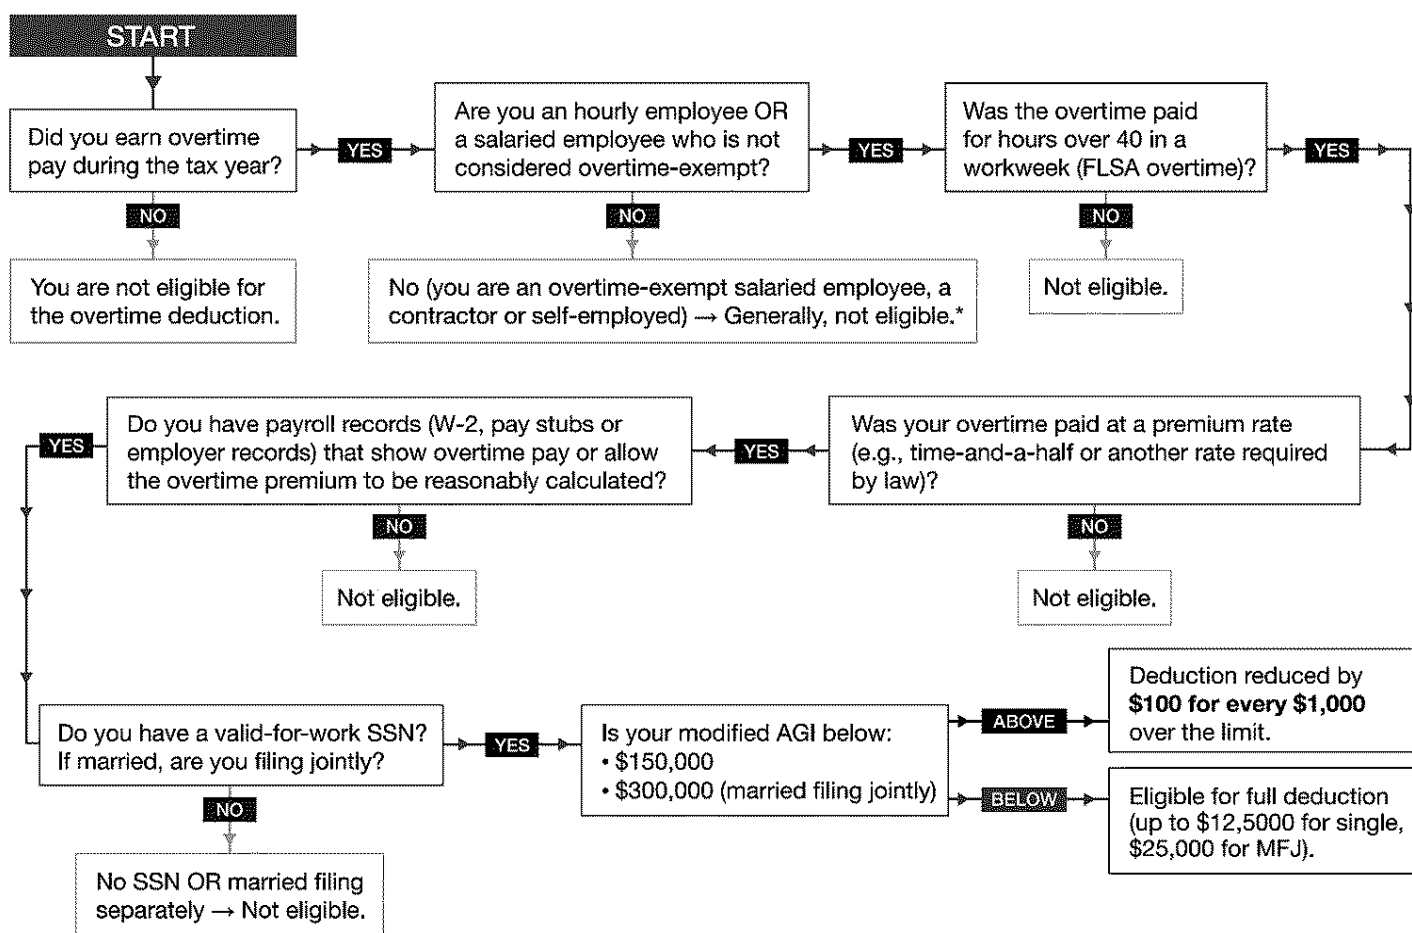 START
Did you earn overtime
pay during the tax year?
YES
Are you an hourly employee OR
a salaried employee who is not
considered overtime-exempt?
YES
Was the overtime paid
for hours over 40 in a
workweek (FLSA overtime)?
YES
NO
NO
NO
You are not eligible for
the overtime deduction.
No (you are an overtime-exempt salaried employee, a
contractor or self-employed) → Generally, not eligible.*
Not eligible.
Was your overtime paid at a premium rate
(e.g., time-and-a-half or another rate required
by law)?
YES
Do you have payroll records (W-2, pay stubs or
employer records) that show overtime pay or allow
the overtime premium to be reasonably calculated?
YES
NO
NO
Not eligible.
Not eligible.
Do you have a valid-for-work SSN?
If married, are you filing jointly?
YES
Is your modified AGI below:
• $150,000
• $300,000 (married filing jointly)
ABOVE
Deduction reduced by
$100 for every $1,000
over the limit.
BELOW
Eligible for full deduction
(up to $12,5000 for single,
$25,000 for MFJ).
NO
No SSN OR married filing
separately → Not eligible.